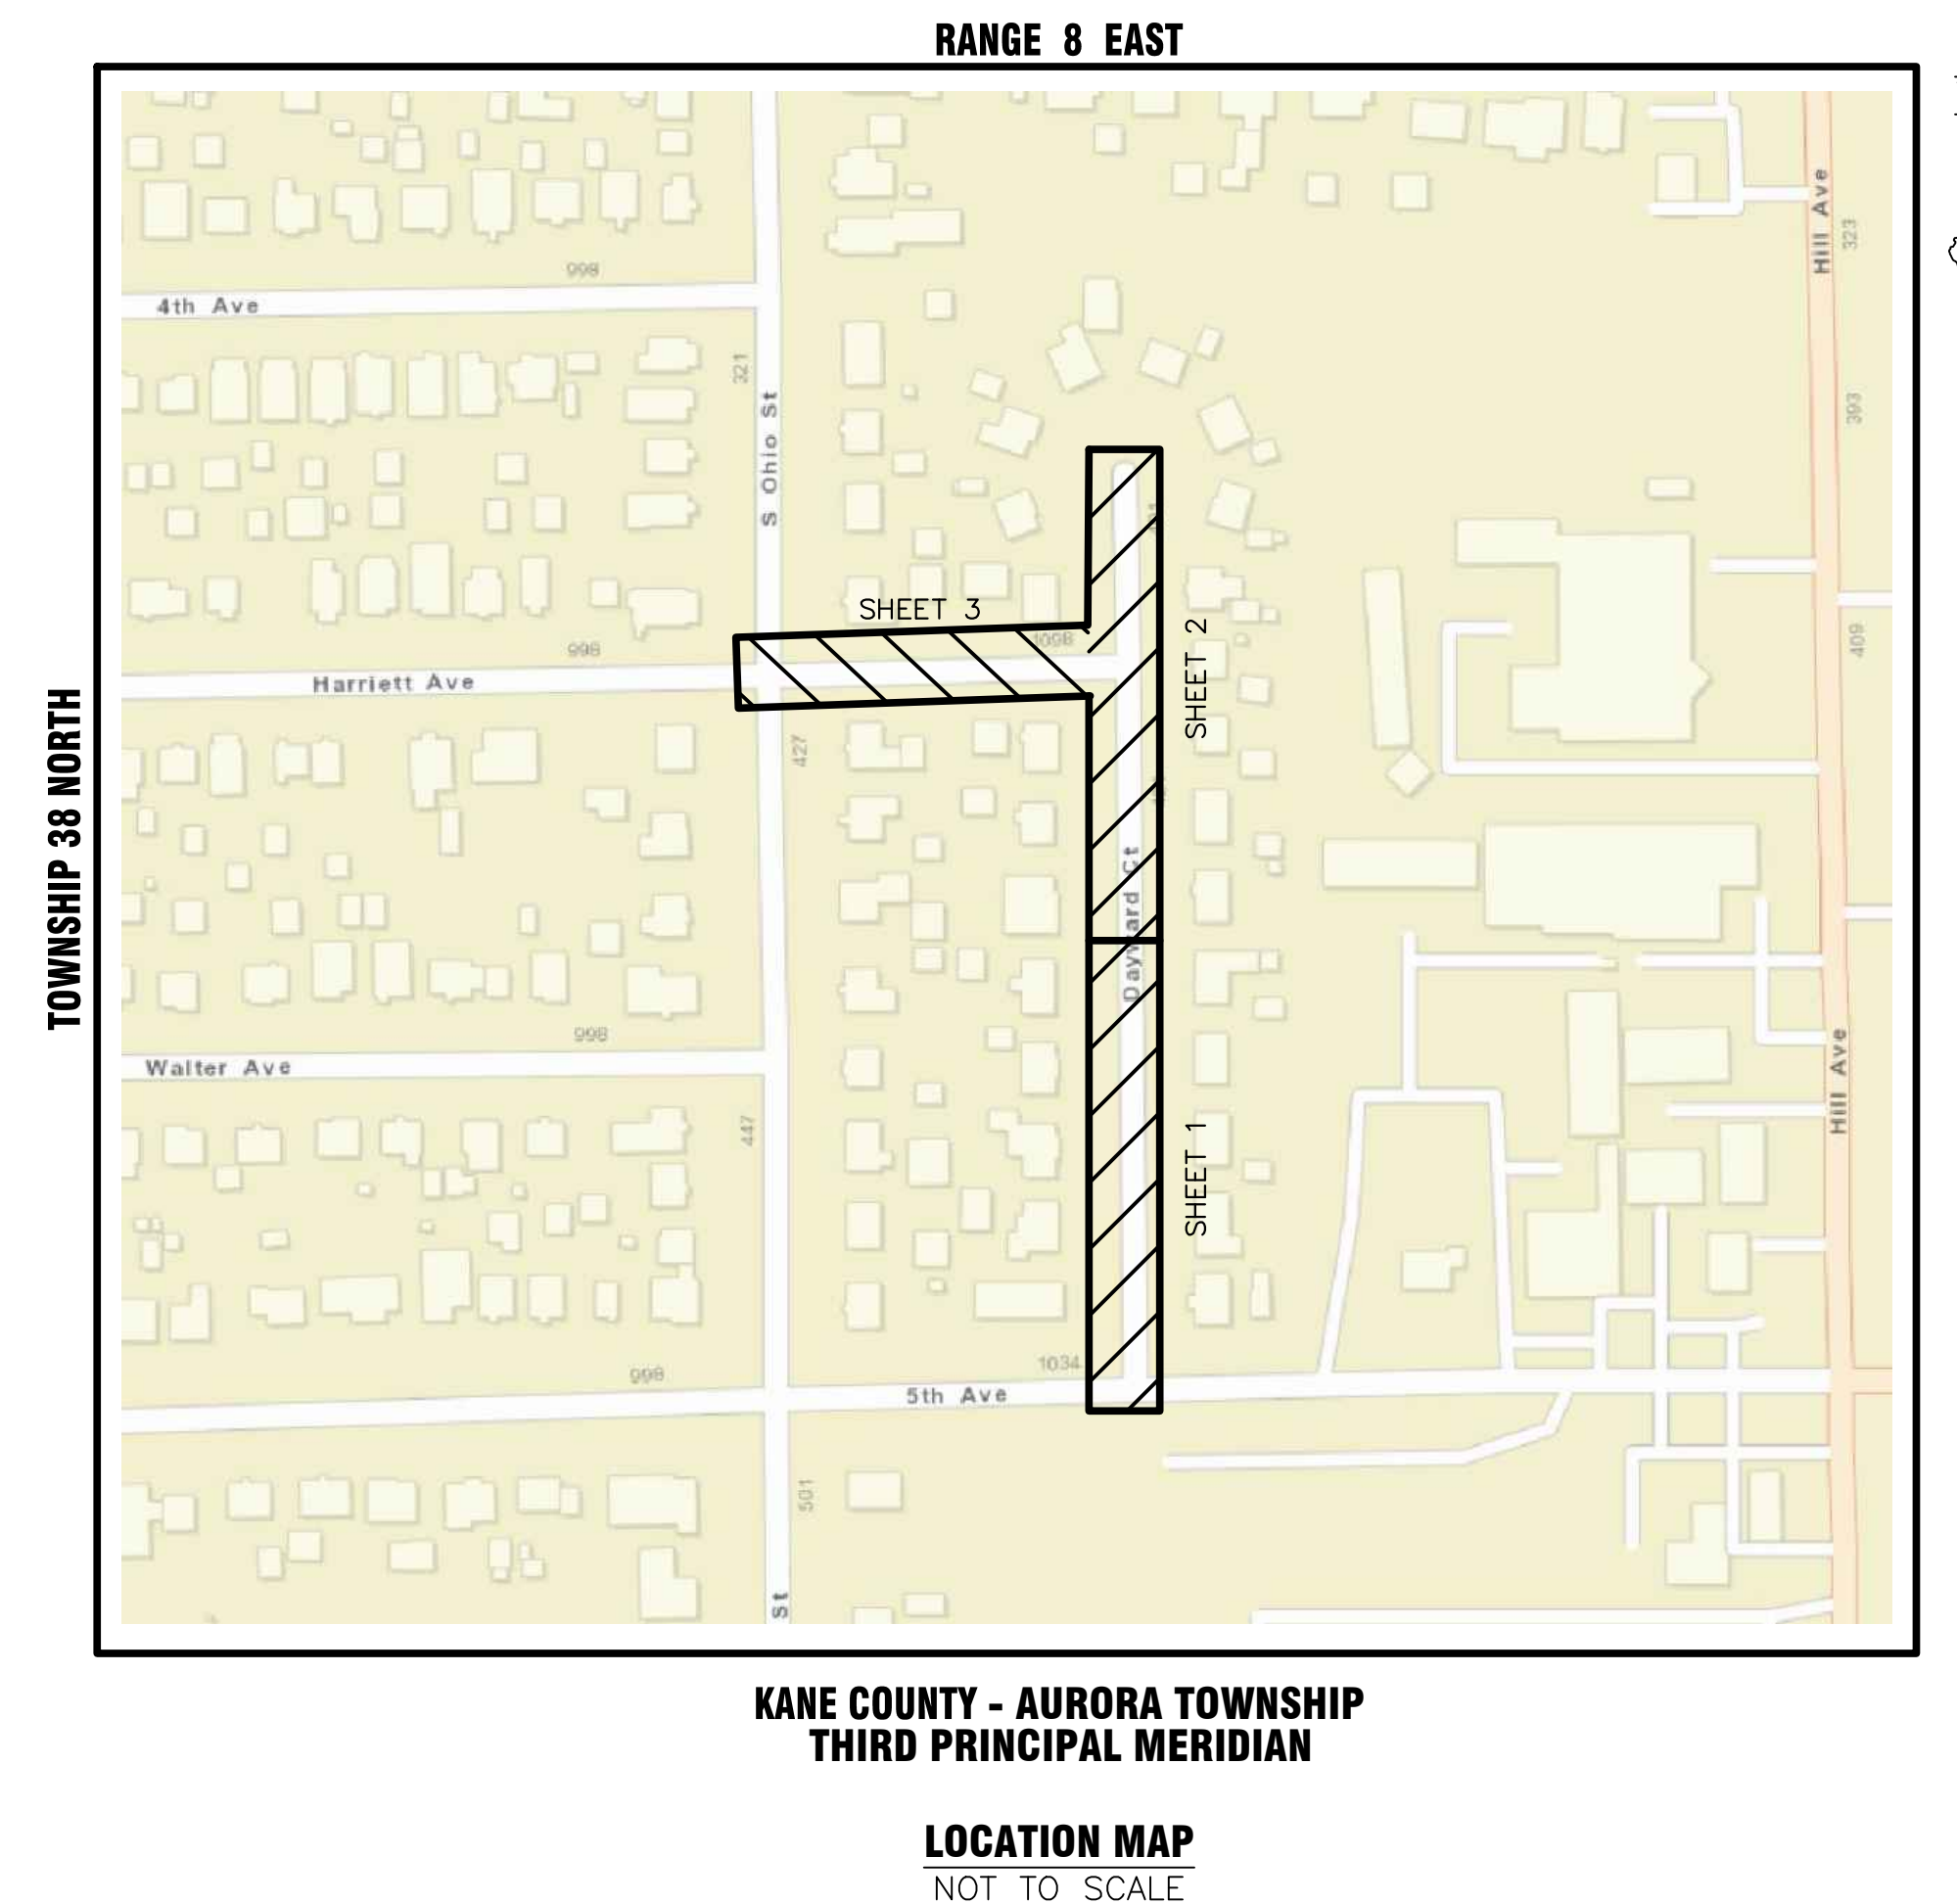 RANGE 8 EAST
Hill Ave
323
998
4th Ave
321
393
S Ohio St
SHEET 3
1098
SHEET 2
409
998
Harriett Ave
TOWNSHIP 38 NORTH
427
Dayward Ct
998
Walter Ave
Hill Ave
447
SHEET 1
998
1034
5th Ave
501
St
KANE COUNTY - AURORA TOWNSHIP
THIRD PRINCIPAL MERIDIAN
LOCATION MAP
NOT TO SCALE